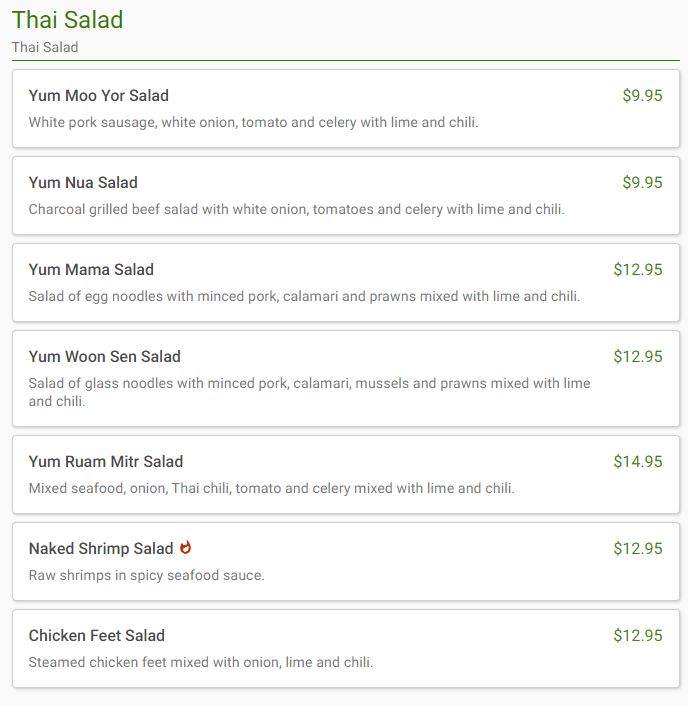 Thai Salad
Thai Salad
Yum Moo Yor Salad $9.95
White pork sausage, white onion, tomato and celery with lime and chili.
Yum Nua Salad $9.95
Charcoal grilled beef salad with white onion, tomatoes and celery with lime and chili.
Yum Mama Salad $12.95
Salad of egg noodles with minced pork, calamari and prawns mixed with lime and chili.
Yum Woon Sen Salad $12.95
Salad of glass noodles with minced pork, calamari, mussels and prawns mixed with lime
and chili.
Yum Ruam Mitr Salad $14.95
Mixed seafood, onion, Thai chili, tomato and celery mixed with lime and chili.
Naked Shrimp Salad $12.95
Raw shrimps in spicy seafood sauce.
Chicken Feet Salad $12.95
Steamed chicken feet mixed with onion, lime and chili.